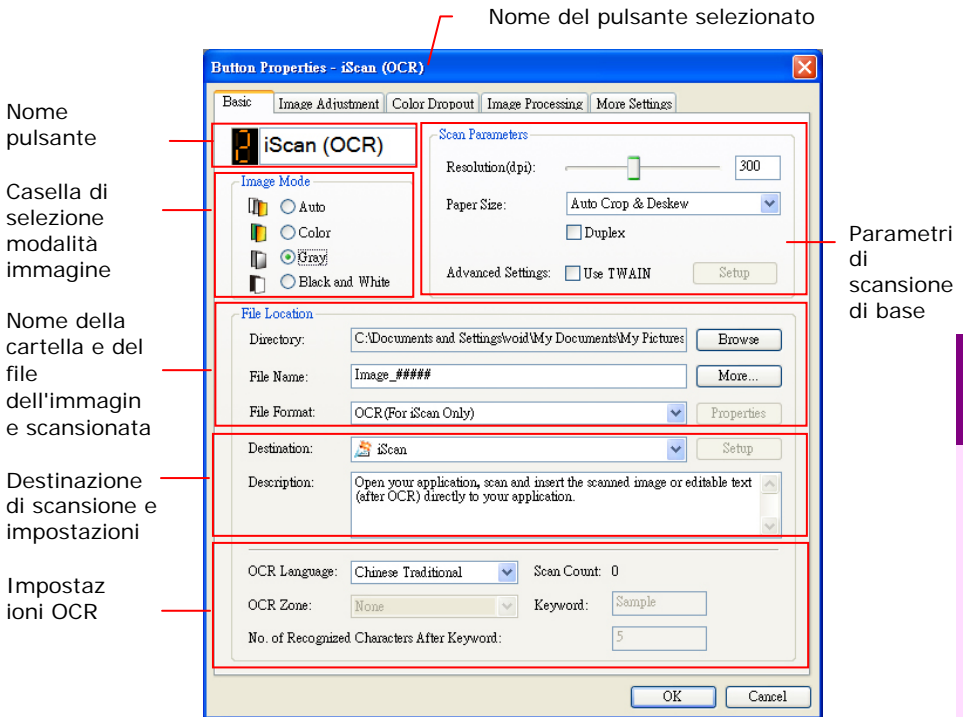 Nome del pulsante selezionato
Button Properties - iScan (OCR)
Basic Image Adjustment Color Dropout Image Processing More Settings
Nome
pulsante
2 iScan (OCR)
Casella di
selezione
modalità
immagine
Image Mode
Auto
Color
Gray
Black and White
Scan Parameters
Resolution(dpi): 300
Paper Size: Auto Crop & Deskew
Duplex
Advanced Settings: Use TWAIN Setup
Parametri
di
scansione
di base
Nome della
cartella e del
file
dell'immagin
e scansionata
File Location
Directory: C:\Documents and Settings\void\My Documents\My Pictures Browse
File Name: Image_##### More...
File Format: OCR(For iScan Only) Properties
Destinazione
di scansione e
impostazioni
Destination: iScan Setup
Description: Open your application, scan and insert the scanned image or editable text
(after OCR) directly to your application.
Impostaz
ioni OCR
OCR Language: Chinese Traditional Scan Count: 0
OCR Zone: None Keyword: Sample
No. of Recognized Characters After Keyword: 5
OK Cancel